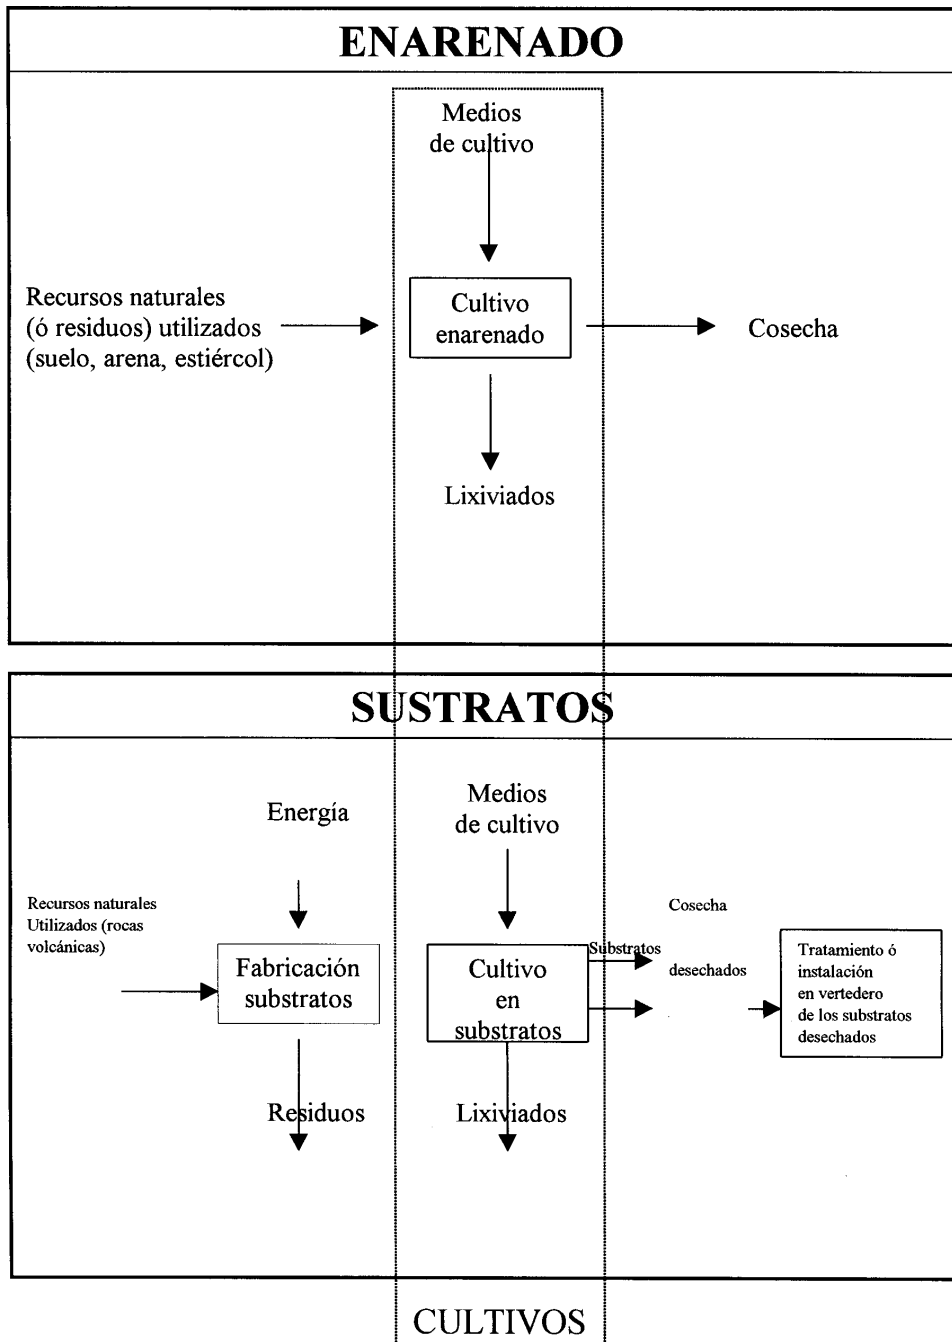 ENARENADO
Medios
de cultivo
Recursos naturales
(ó residuos) utilizados
(suelo, arena, estiércol)
Cultivo
enarenado
Cosecha
Lixiviados
SUSTRATOS
Energía
Medios
de cultivo
Recursos naturales
Utilizados (rocas
volcánicas)
Fabricación
substratos
Cultivo
en
substratos
Cosecha
Substratos
desechados
Tratamiento ó
instalación
en vertedero
de los substratos
desechados
Residuos
Lixiviados
CULTIVOS